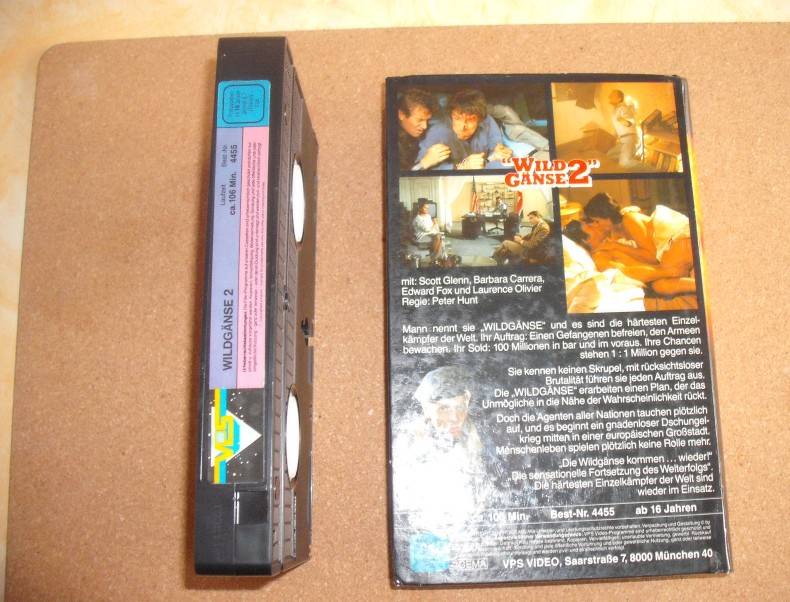 Laufzeit Best.-Nr.
ca. 106 Min. 4455
WILDGÄNSE 2
VPS
"WILD
GÄNSE 2"
mit: Scott Glenn, Barbara Carrera,
Edward Fox und Laurence Olivier
Regie: Peter Hunt
Mann nennt sie „WILDGÄNSE“ und es sind die härtesten Einzel-
kämpfer der Welt. Ihr Auftrag: Einen Gefangenen befreien, den Armeen
bewachen. Ihr Sold: 100 Millionen in bar und im voraus. Ihre Chancen
stehen 1 : 1 Million gegen sie.
Sie kennen keinen Skrupel, mit rücksichtsloser
Brutalität führen sie jeden Auftrag aus.
Die „WILDGÄNSE“ erarbeiten einen Plan, der das
Unmögliche in die Nähe der Wahrscheinlichkeit rückt.
Doch die Agenten aller Nationen tauchen plötzlich
auf, und es beginnt ein gnadenloser Dschungel-
krieg mitten in einer europäischen Großstadt.
Menschenleben spielen plötzlich keine Rolle mehr.
„Die Wildgänse kommen ... wieder!“
„Die sensationelle Fortsetzung des Welterfolgs“.
Die härtesten Einzelkämpfer der Welt sind
wieder im Einsatz.
106 Min. Best-Nr. 4455 ab 16 Jahren
GEMA
VPS VIDEO, Saarstraße 7, 8000 München 40